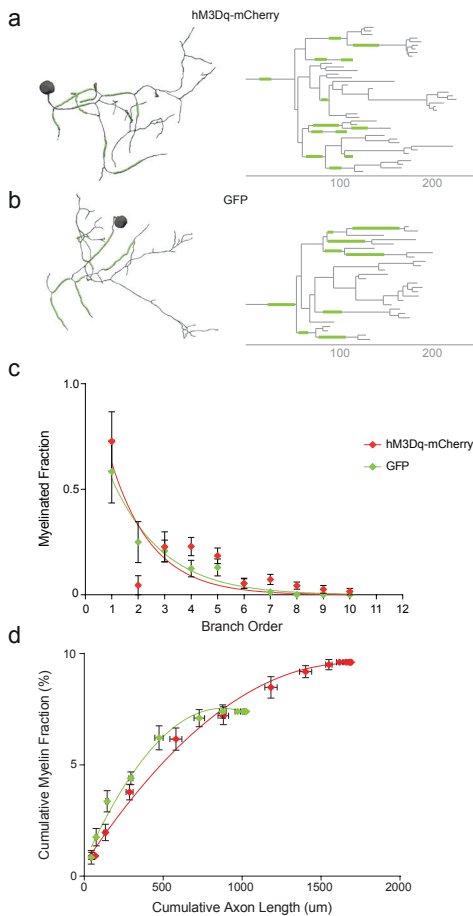 a
hM3Dq-mCherry
100 200
b
GFP
100 200
c
Myelinated Fraction
1.0
0.5
0
0 1 2 3 4 5 6 7 8 9 10 11 12
Branch Order
hM3Dq-mCherry
GFP
d
Cumulative Myelin Fraction (%)
10
5
0
0 500 1000 1500 2000
Cumulative Axon Length (um)